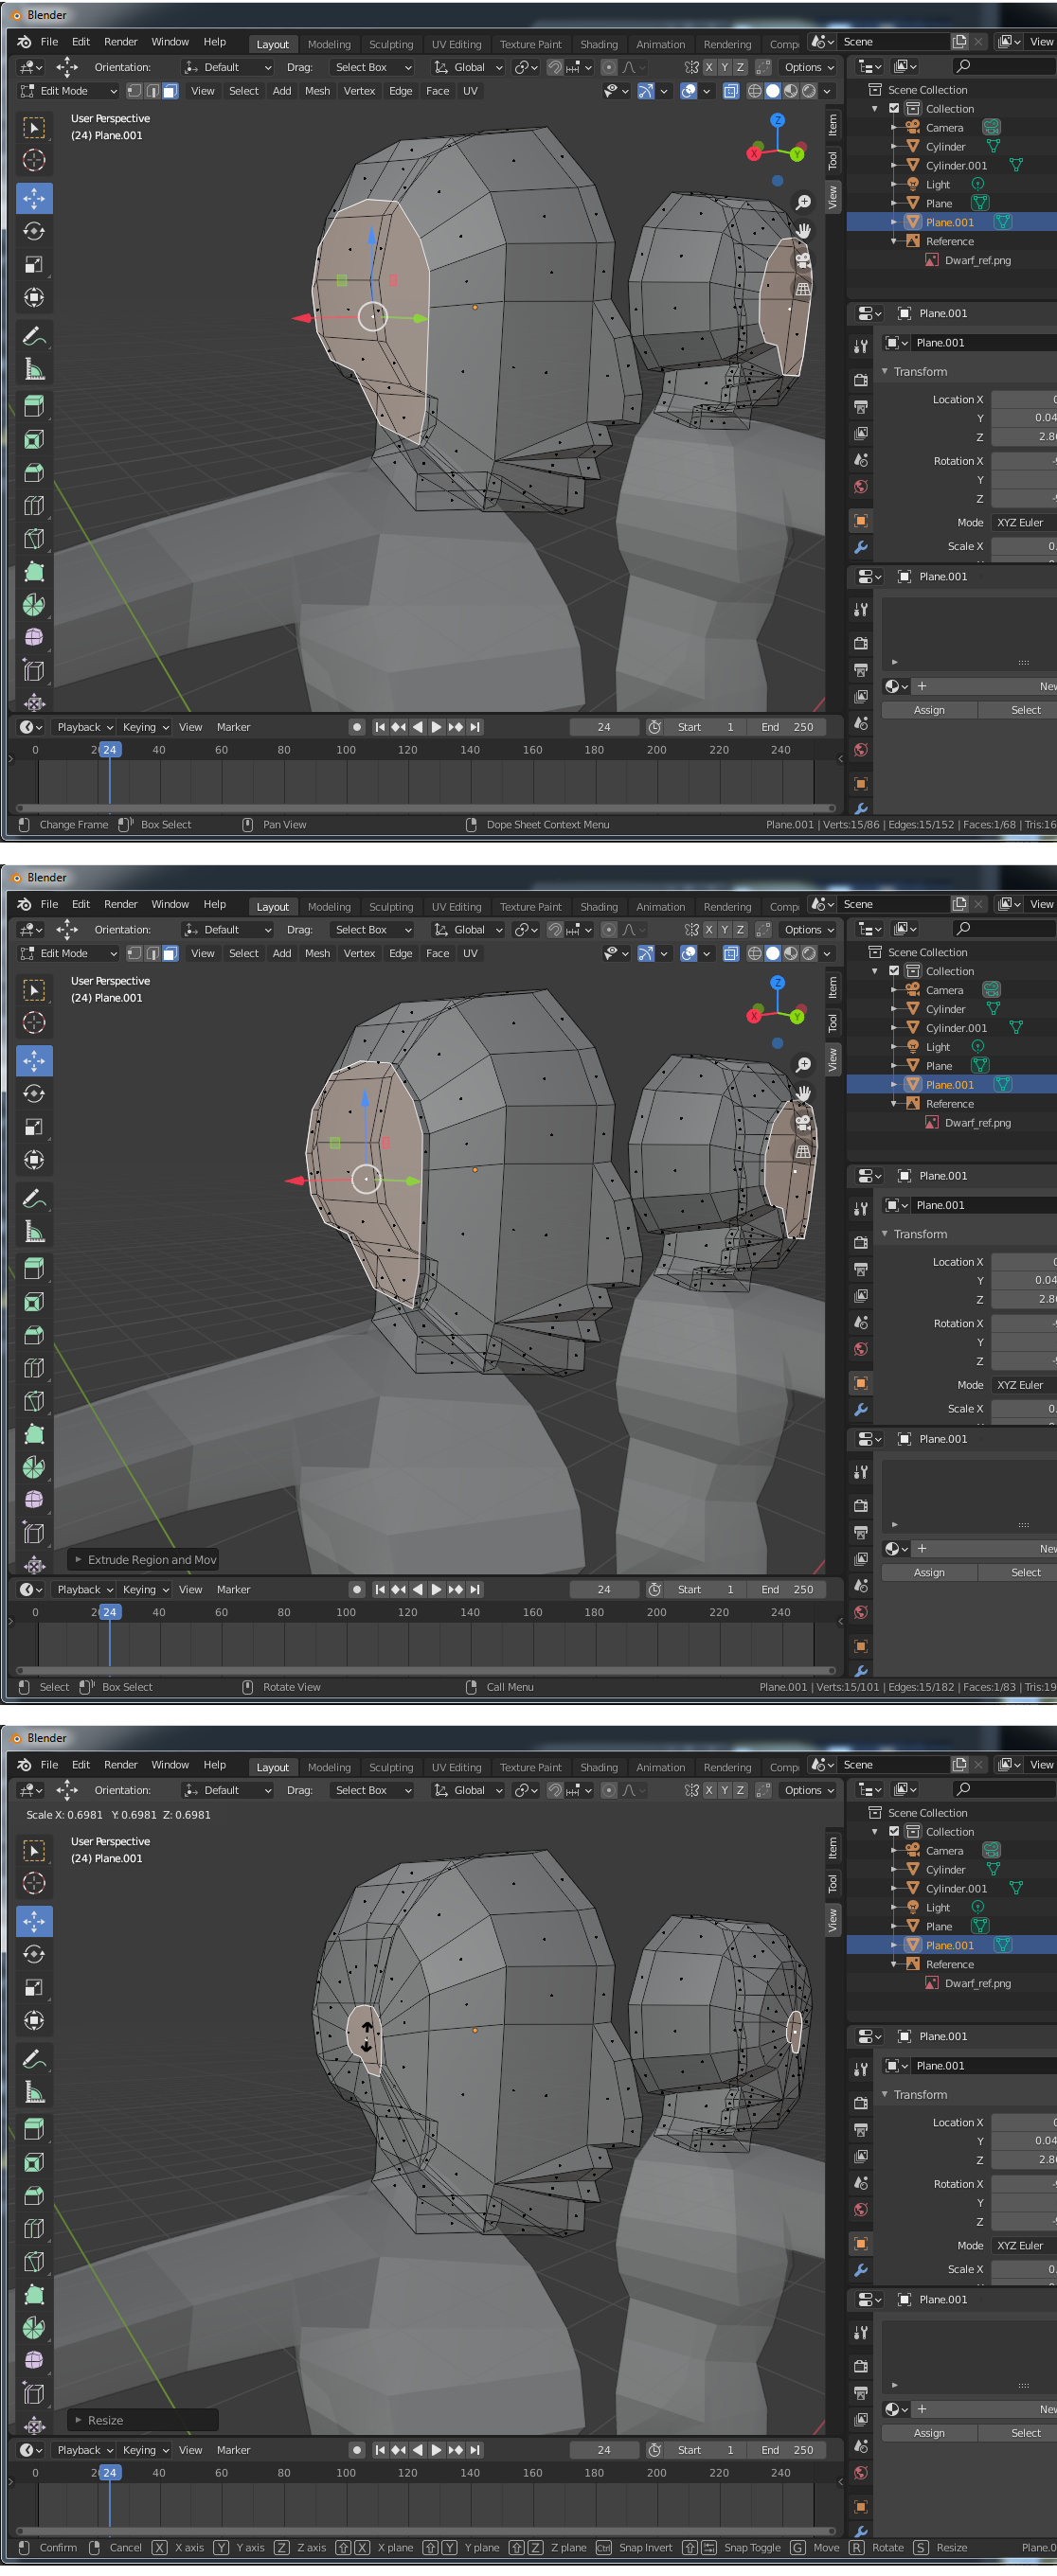 Blender
File Edit Render Window Help Layout Modeling Sculpting UV Editing Texture Paint Shading Animation Rendering Comp Scene View
Orientation: Default Drag: Select Box Global X Y Z Options
Edit Mode View Select Add Mesh Vertex Edge Face UV
User Perspective
(24) Plane.001
Z
X
Y
Item
Tool
View
Scene Collection
Collection
Camera
Cylinder
Cylinder.001
Light
Plane
Plane.001
Reference
Dwarf_ref.png
Plane.001
Plane.001
Transform
Location X 0
Y 0.04
Z 2.8
Rotation X
Y
Z
Mode XYZ Euler
Scale X 0.
Plane.001
New
Assign Select
Playback Keying View Marker 24 Start 1 End 250
0 20 24 40 60 80 100 120 140 160 180 200 220 240
Change Frame Box Select Pan View Dope Sheet Context Menu Plane.001 | Verts:15/86 | Edges:15/152 | Faces:1/68 | Tris:16
Blender
File Edit Render Window Help Layout Modeling Sculpting UV Editing Texture Paint Shading Animation Rendering Comp Scene View
Orientation: Default Drag: Select Box Global X Y Z Options
Edit Mode View Select Add Mesh Vertex Edge Face UV
User Perspective
(24) Plane.001
Z
X
Y
Item
Tool
View
Scene Collection
Collection
Camera
Cylinder
Cylinder.001
Light
Plane
Plane.001
Reference
Dwarf_ref.png
Plane.001
Plane.001
Transform
Location X 0
Y 0.04
Z 2.8
Rotation X
Y
Z
Mode XYZ Euler
Scale X 0.
Plane.001
New
Assign Select
Extrude Region and Mov
Playback Keying View Marker 24 Start 1 End 250
0 20 24 40 60 80 100 120 140 160 180 200 220 240
Select Box Select Rotate View Call Menu Plane.001 | Verts:15/101 | Edges:15/182 | Faces:1/83 | Tris:19
Blender
File Edit Render Window Help Layout Modeling Sculpting UV Editing Texture Paint Shading Animation Rendering Comp Scene View
Orientation: Default Drag: Select Box Global X Y Z Options
Scale X: 0.6981 Y: 0.6981 Z: 0.6981
User Perspective
(24) Plane.001
Item
Tool
View
Scene Collection
Collection
Camera
Cylinder
Cylinder.001
Light
Plane
Plane.001
Reference
Dwarf_ref.png
Plane.001
Plane.001
Transform
Location X 0
Y 0.04
Z 2.8
Rotation X
Y
Z
Mode XYZ Euler
Scale X 0.
Plane.001
New
Assign Select
Resize
Playback Keying View Marker 24 Start 1 End 250
0 20 24 40 60 80 100 120 140 160 180 200 220 240
Confirm Cancel X X axis Y Y axis Z Z axis X X plane Y Y plane Z Z plane Ctrl Snap Invert Snap Toggle G Move R Rotate S Resize Plane.0